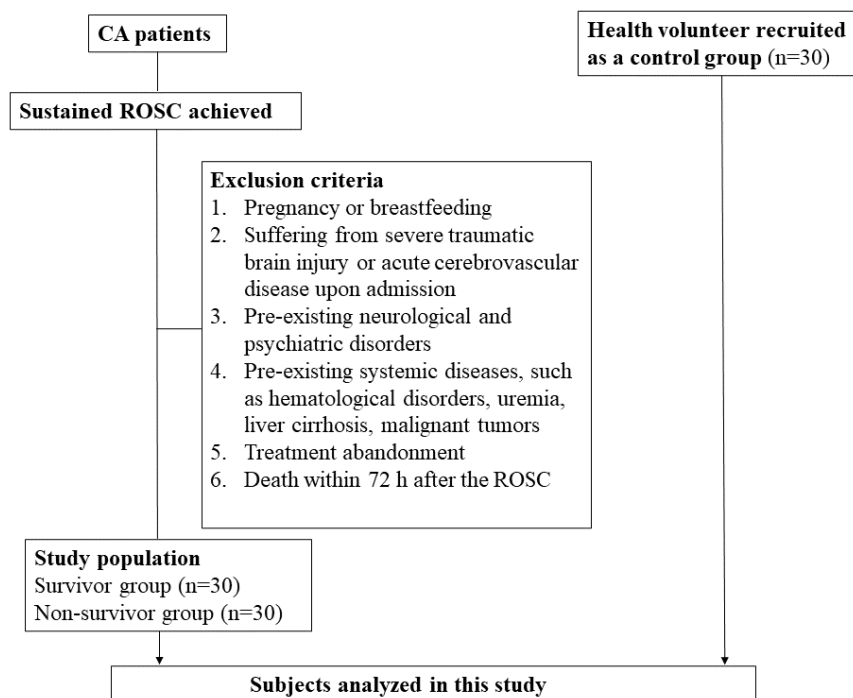 CA patients
Health volunteer recruited
as a control group (n=30)
Sustained ROSC achieved
Exclusion criteria
1. Pregnancy or breastfeeding
2. Suffering from severe traumatic
brain injury or acute cerebrovascular
disease upon admission
3. Pre-existing neurological and
psychiatric disorders
4. Pre-existing systemic diseases, such
as hematological disorders, uremia,
liver cirrhosis, malignant tumors
5. Treatment abandonment
6. Death within 72 h after the ROSC
Study population
Survivor group (n=30)
Non-survivor group (n=30)
Subjects analyzed in this study